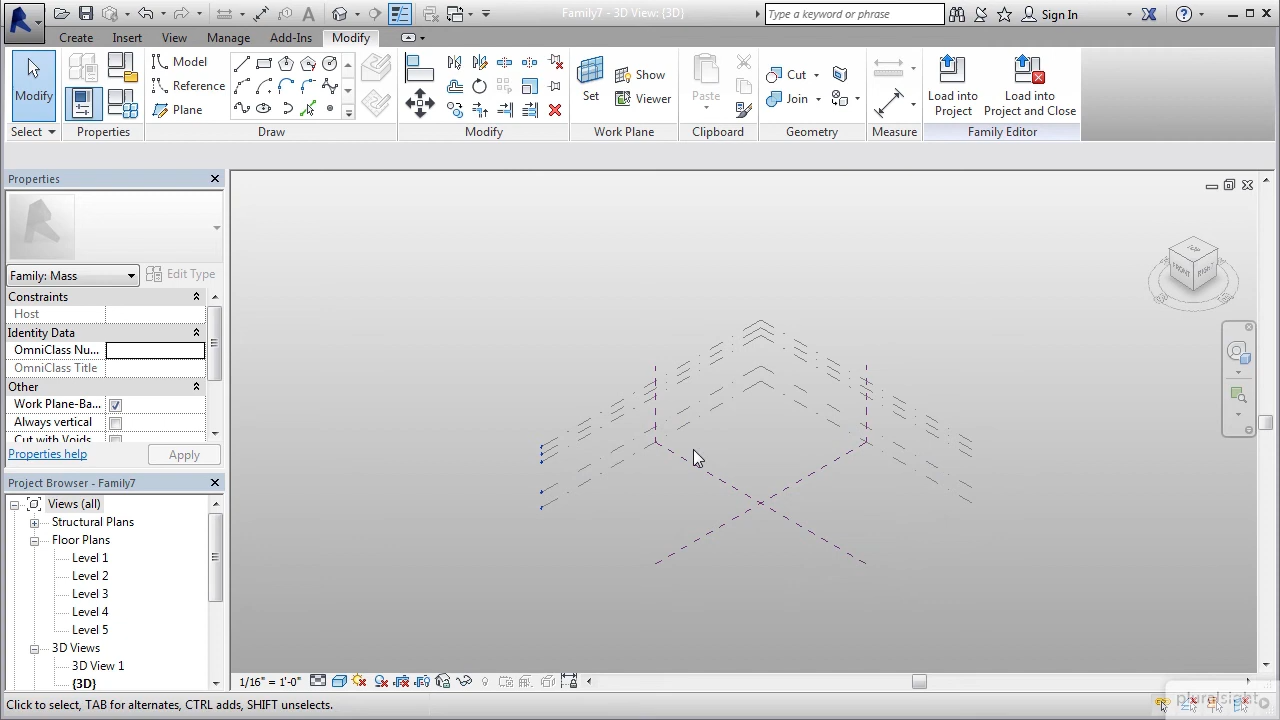 Family7 - 3D View: {3D}
Type a keyword or phrase
Sign In
Create
Insert
View
Manage
Add-Ins
Modify
Modify
Select
Properties
Model
Reference
Plane
Draw
Modify
Set
Show
Viewer
Work Plane
Paste
Clipboard
Cut
Join
Geometry
Measure
Load into
Project
Load into
Project and Close
Family Editor
Properties
Family: Mass
Edit Type
Constraints
Host
Identity Data
OmniClass Nu...
OmniClass Title
Other
Work Plane-Ba...
Always vertical
Cut with Voids
Properties help
Apply
Project Browser - Family7
Views (all)
Structural Plans
Floor Plans
Level 1
Level 2
Level 3
Level 4
Level 5
3D Views
3D View 1
{3D}
TOP
FRONT
RIGHT
1/16" = 1'-0"
Click to select, TAB for alternates, CTRL adds, SHIFT unselects.
pluralsight